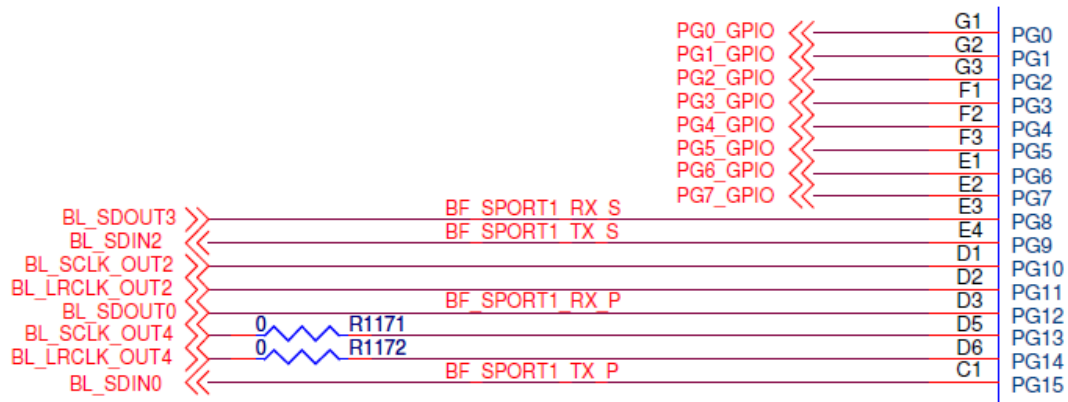 PG0_GPIO G1 PG0
PG1_GPIO G2 PG1
PG2_GPIO G3 PG2
PG3_GPIO F1 PG3
PG4_GPIO F2 PG4
PG5_GPIO F3 PG5
PG6_GPIO E1 PG6
PG7_GPIO E2 PG7
BL_SDOUT3 BF_SPORT1_RX_S E3 PG8
BL_SDIN2 BF_SPORT1_TX_S E4 PG9
BL_SCLK_OUT2 D1 PG10
BL_LRCLK_OUT2 D2 PG11
BL_SDOUT0 BF_SPORT1_RX_P D3 PG12
BL_SCLK_OUT4 0 R1171 D5 PG13
BL_LRCLK_OUT4 0 R1172 D6 PG14
BL_SDIN0 BF_SPORT1_TX_P C1 PG15